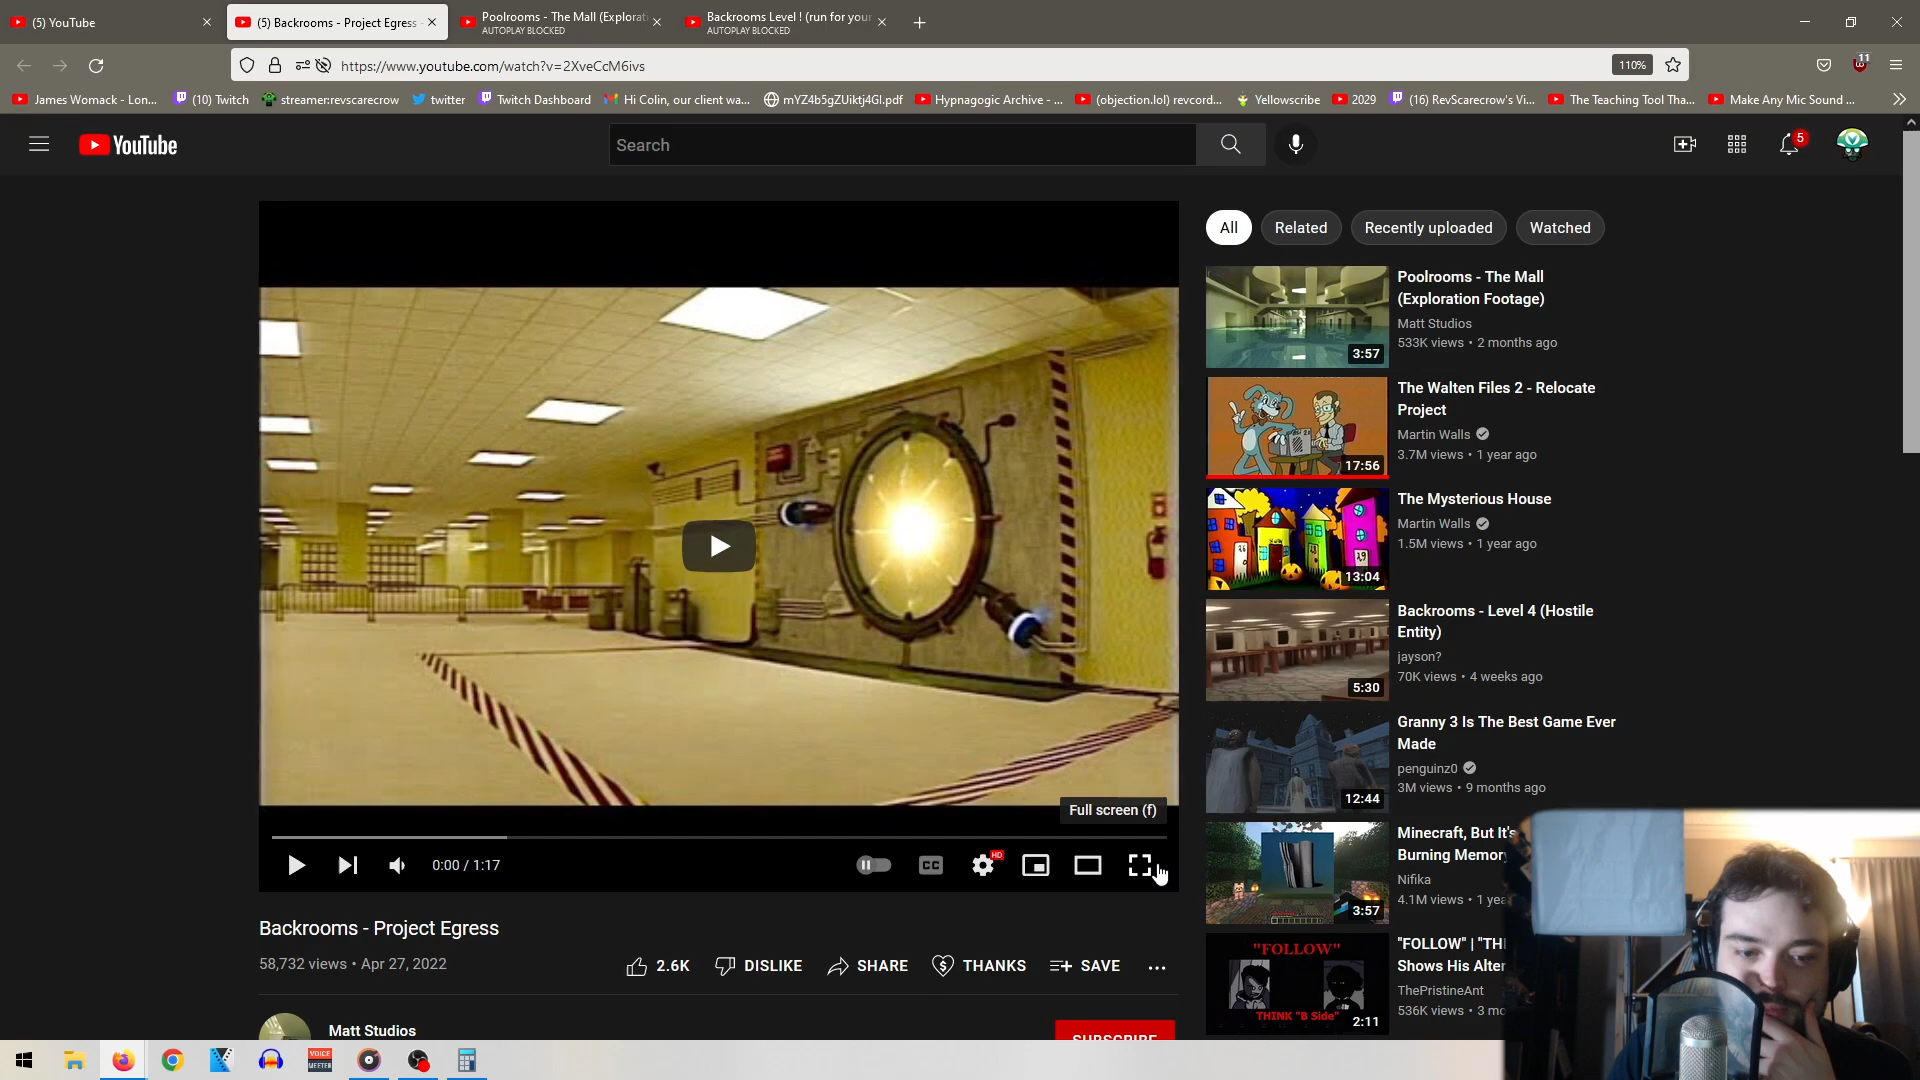 (5) YouTube
(5) Backrooms - Project Egress -
Poolrooms - The Mall (Explorati
AUTOPLAY BLOCKED
Backrooms Level ! (run for your
AUTOPLAY BLOCKED
https://www.youtube.com/watch?v=2XveCcM6ivs
110%
11
James Womack - Lon...
(10) Twitch
streamer:revscarecrow
twitter
Twitch Dashboard
Hi Colin, our client wa...
mYZ4b5gZUiktj4Gl.pdf
Hypnagogic Archive - ...
(objection.lol) revcord...
Yellowscribe
2029
(16) RevScarecrow's Vi...
The Teaching Tool Tha...
Make Any Mic Sound ...
YouTube
Search
5
All
Related
Recently uploaded
Watched
Full screen (f)
0:00 / 1:17
CC
HD
Backrooms - Project Egress
58,732 views • Apr 27, 2022
2.6K
DISLIKE
SHARE
THANKS
SAVE
Matt Studios
SUBSCRIBE
Poolrooms - The Mall
(Exploration Footage)
Matt Studios
533K views • 2 months ago
3:57
The Walten Files 2 - Relocate
Project
Martin Walls
3.7M views • 1 year ago
17:56
The Mysterious House
Martin Walls
1.5M views • 1 year ago
13:04
Backrooms - Level 4 (Hostile
Entity)
jayson?
70K views • 4 weeks ago
5:30
Granny 3 Is The Best Game Ever
Made
penguinz0
3M views • 9 months ago
12:44
Minecraft, But It's
Burning Memory
Nifika
4.1M views • 1 yea
3:57
"FOLLOW" | "THI
Shows His Alter
ThePristineAnt
536K views • 3 mo
"FOLLOW"
THINK "B Side"
2:11
VOICE
MEETER